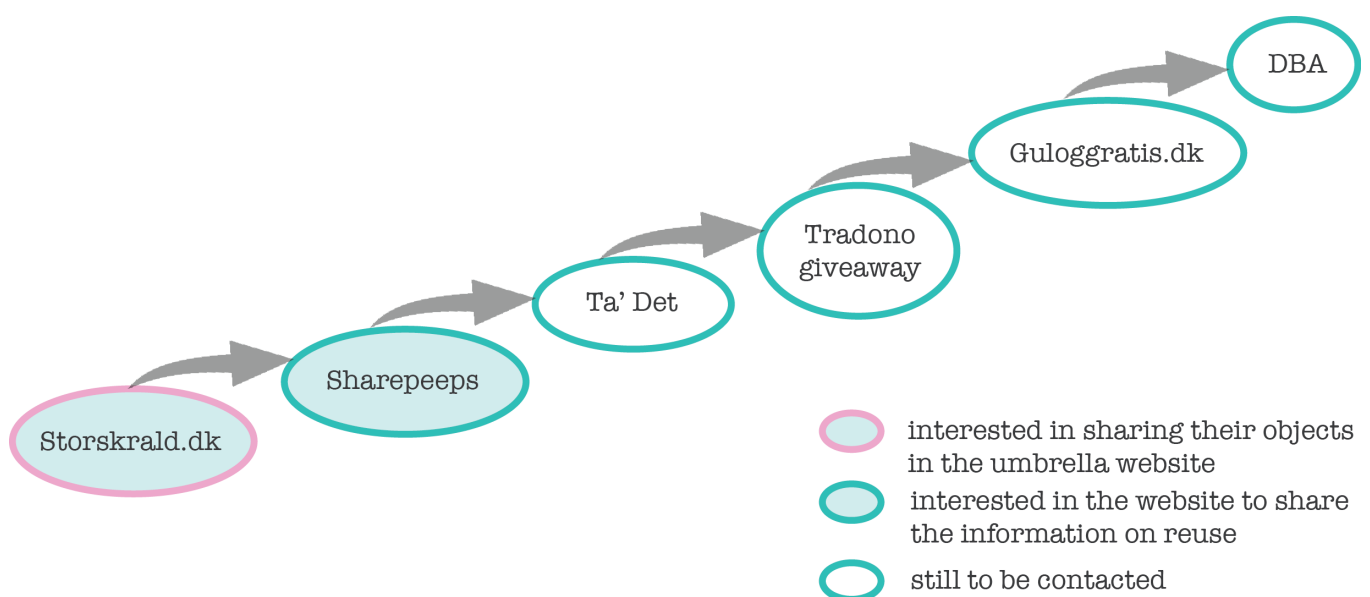 DBA
Guloggratis.dk
Tradono
giveaway
Ta’ Det
Sharepeeps
Storskrald.dk
interested in sharing their objects
in the umbrella website
interested in the website to share
the information on reuse
still to be contacted